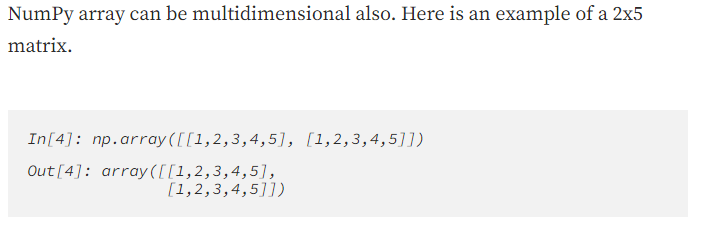 NumPy array can be multidimensional also. Here is an example of a 2x5
matrix.
In[4]: np.array([[1,2,3,4,5], [1,2,3,4,5]])
Out[4]: array([[1,2,3,4,5],
[1,2,3,4,5]])